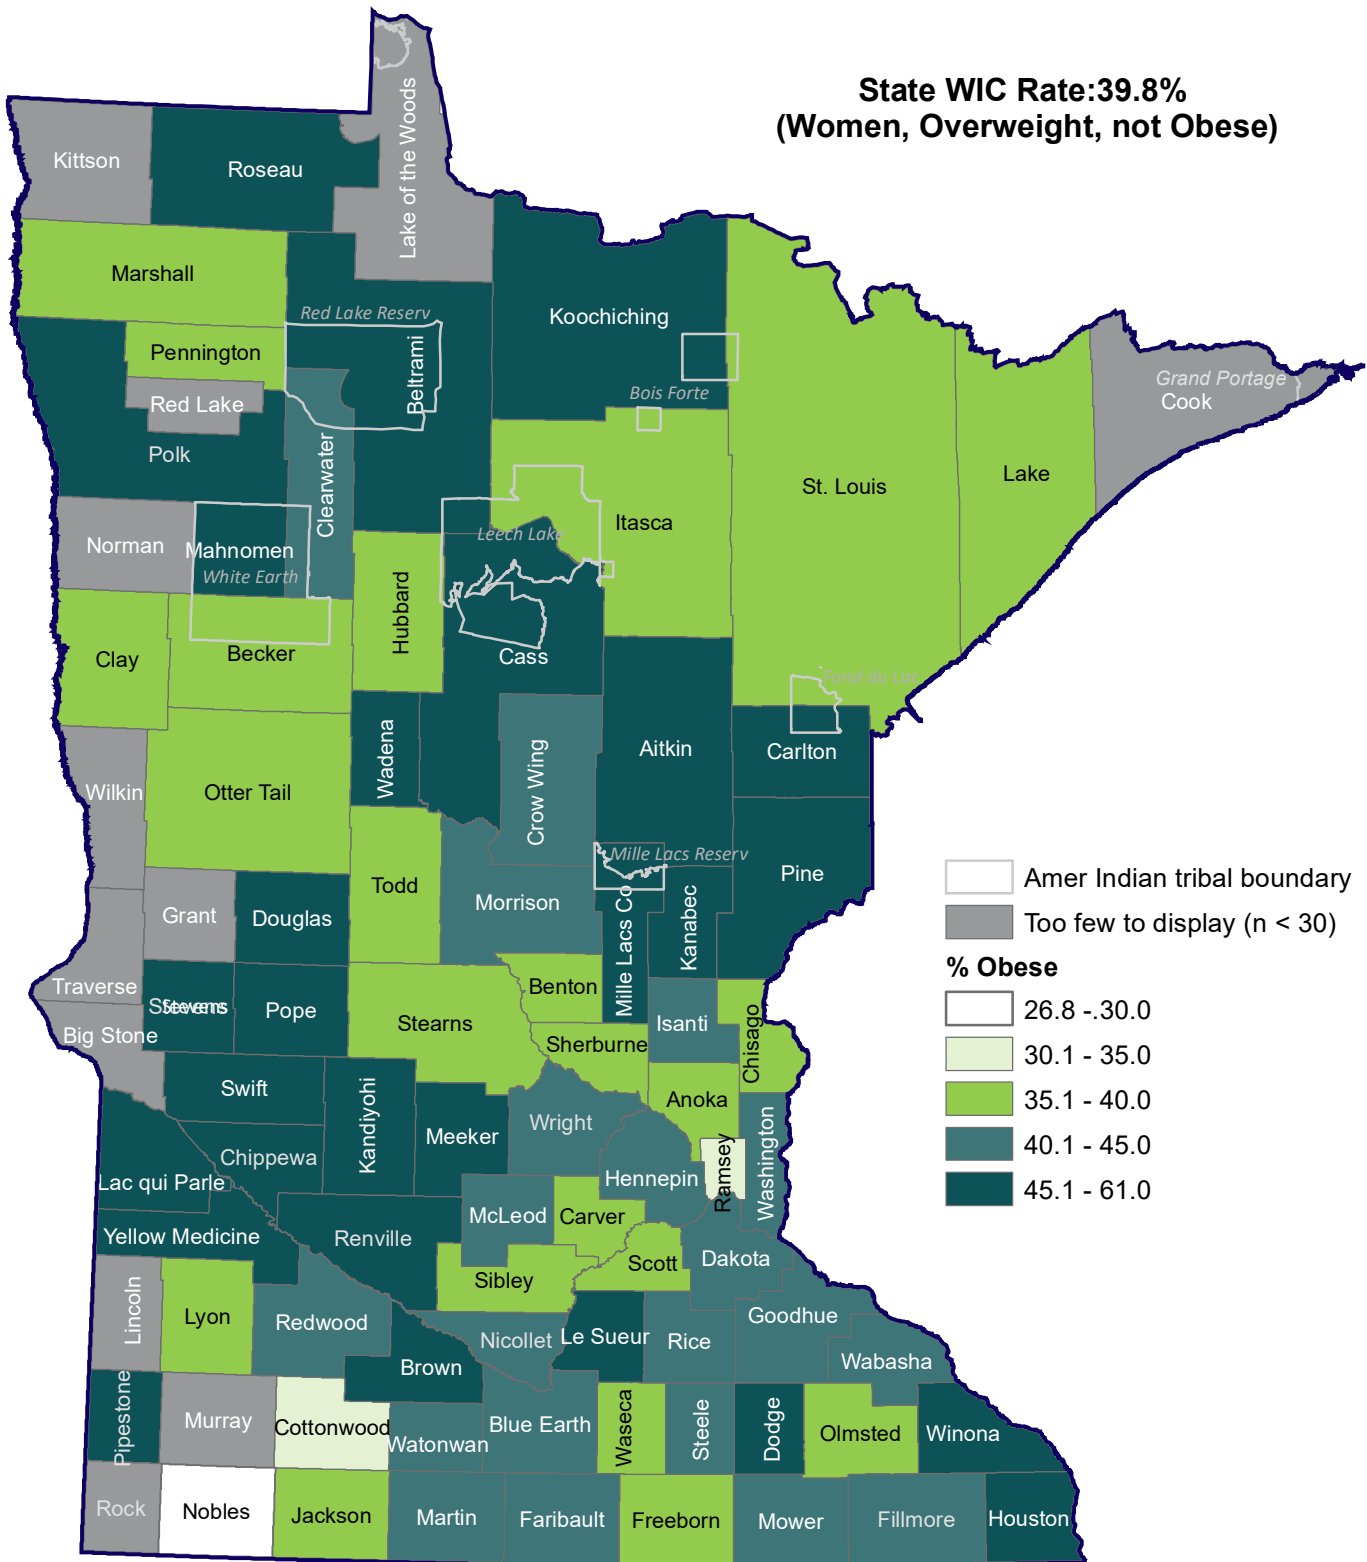 State WIC Rate:39.8%
(Women, Overweight, not Obese)
Kittson
Roseau
Lake of the Woods
Marshall
Red Lake Reserv
Koochiching
Pennington
Beltrami
Bois Forte
Grand Portage
Cook
Red Lake
Polk
Clearwater
St. Louis
Lake
Itasca
Leech Lake
Norman
Mahnomen
White Earth
Hubbard
Clay
Becker
Cass
Fond du Lac
Wadena
Aitkin
Carlton
Otter Tail
Wilkin
Crow Wing
Mille Lacs Reserv
Pine
Todd
Morrison
Grant
Douglas
Mille Lacs Co
Kanabec
Amer Indian tribal boundary
Too few to display (n < 30)
% Obese
26.8 -.30.0
30.1 - 35.0
35.1 - 40.0
40.1 - 45.0
45.1 - 61.0
Traverse
Stevens
Pope
Benton
Stearns
Isanti
Big Stone
Sherburne
Chisago
Swift
Kandiyohi
Anoka
Meeker
Wright
Chippewa
Ramsey
Washington
Hennepin
Lac qui Parle
McLeod
Carver
Yellow Medicine
Renville
Scott
Dakota
Sibley
Lincoln
Lyon
Redwood
Goodhue
Nicollet
Le Sueur
Rice
Brown
Wabasha
Pipestone
Murray
Cottonwood
Watonwan
Blue Earth
Waseca
Steele
Dodge
Olmsted
Winona
Rock
Nobles
Jackson
Martin
Faribault
Freeborn
Mower
Fillmore
Houston